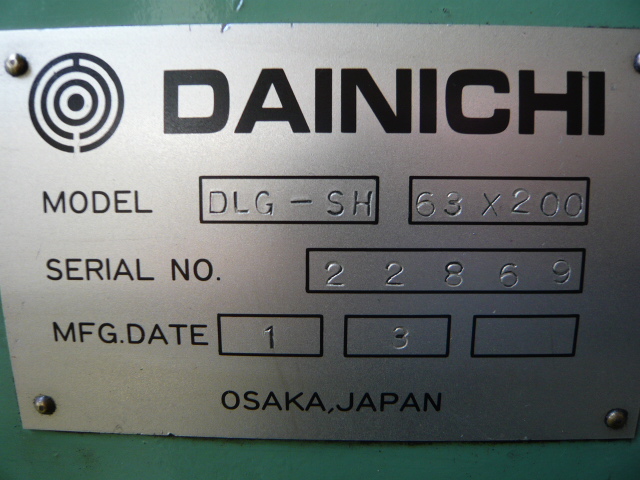 DAINICHI
MODEL DLG-SH 63X200
SERIAL NO. 22869
MFG.DATE 1 3
OSAKA,JAPAN